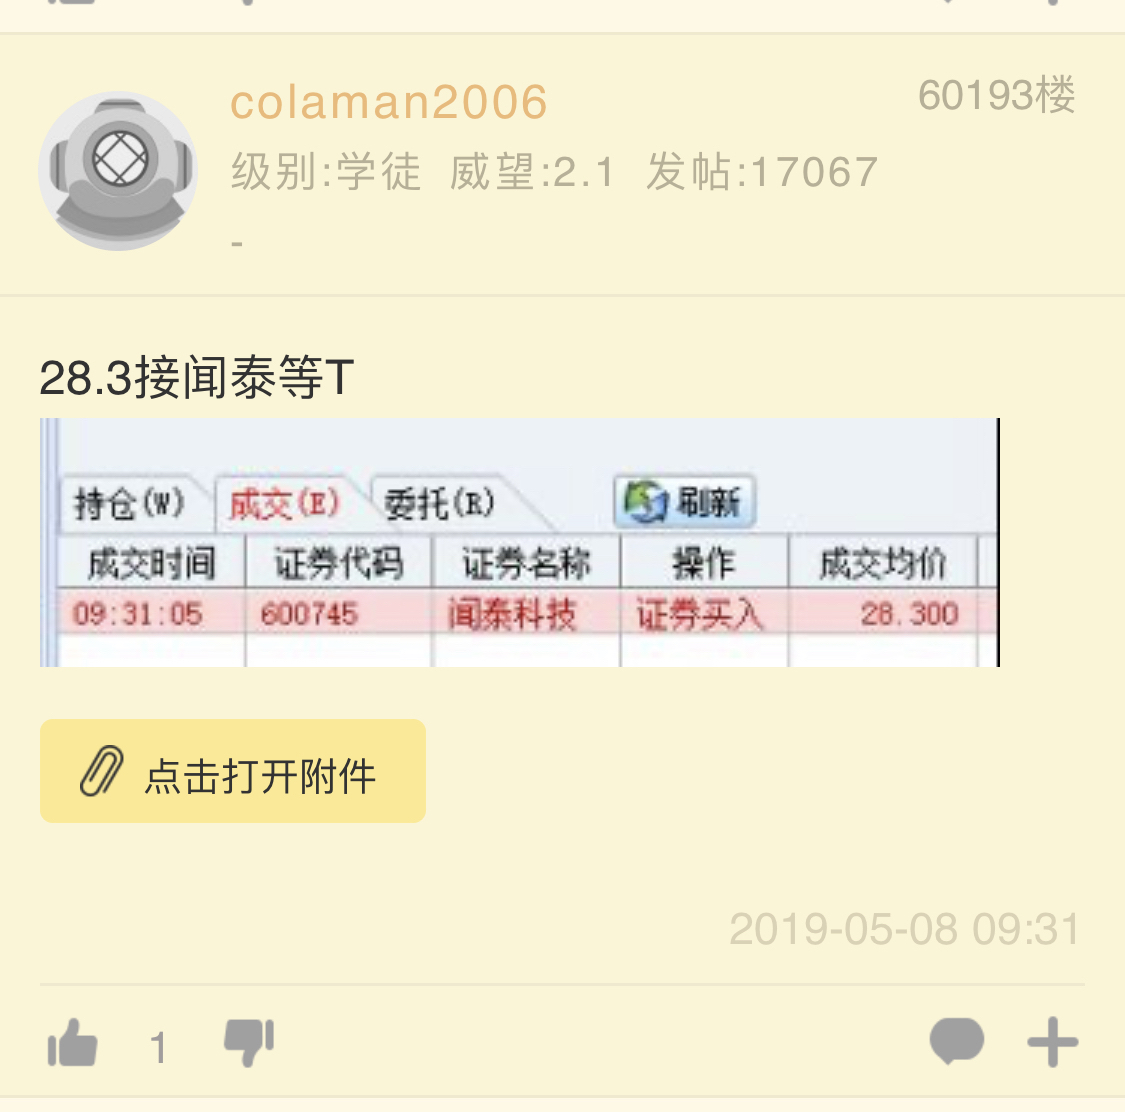 colaman2006
60193楼
级别:学徒 威望:2.1 发帖:17067
-
28.3接闻泰等T
持仓(W) 成交(E) 委托(R) 刷新
成交时间 证券代码 证券名称 操作 成交均价
09:31:05 600745 闻泰科技 证券买入 28.300
点击打开附件
2019-05-08 09:31
1